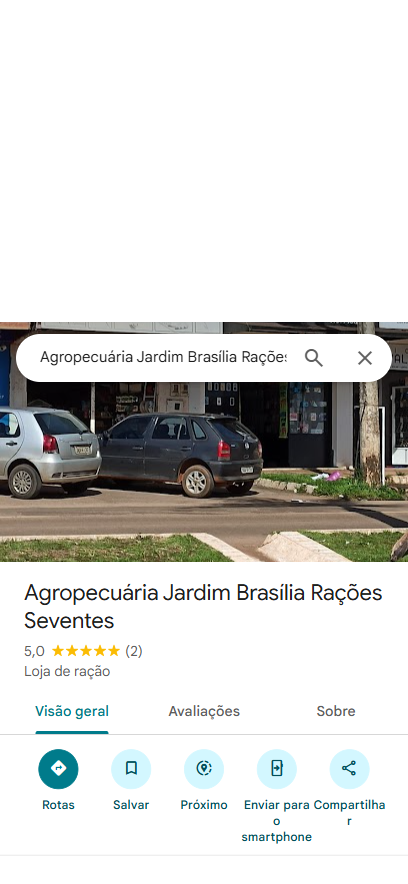 Agropecuária Jardim Brasília Rações
Agropecuária Jardim Brasília Rações
Seventes
5,0 ★★★★★ (2)
Loja de ração
Visão geral Avaliações Sobre
Rotas Salvar Próximo Enviar para o smartphone Compartilhar